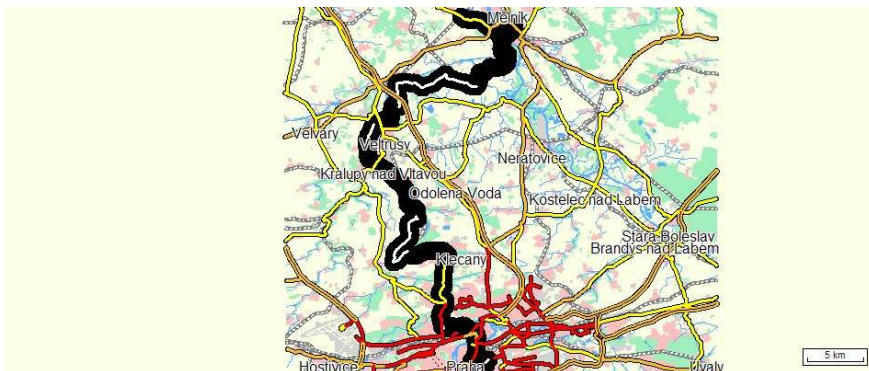 Mělník
Velvary
Veltrusy
Neratovice
Kralupy nad Vltavou
Odolena Voda
Kostelec nad Labem
Stará Boleslav
Brandýs nad Labem
Klecany
5 km
Hostivice
Praha
Úvaly